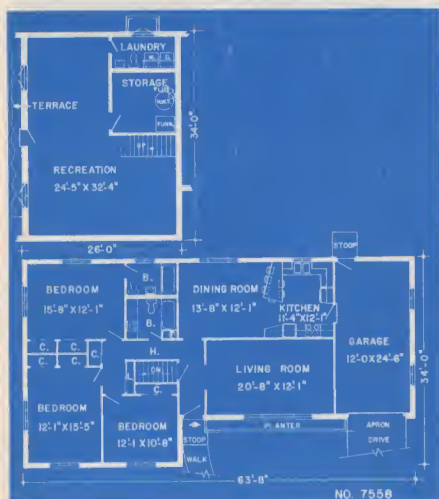 LAUNDRY
W. D.
STORAGE
H.W.T.
FURN.
TERRACE
UP
RECREATION
24'-5" X 32'-4"
34'-0"
26'-0"
STOOP
BEDROOM
15'-8" X 12'-1"
B.
DINING ROOM
13'-8" X 12'-1"
KITCHEN
11'-4" X 12'-1"
B.
GARAGE
12'-0 X 24'-6"
34'-0"
C. C.
C. C.
C.
H.
DN
L.
C.
LIVING ROOM
20'-8" X 12'-1"
BEDROOM
12'-1" X 15'-5"
BEDROOM
12'-1 X 10'-8"
STOOP
PLANTER
APRON
DRIVE
WALK
63'-8"
NO. 7558